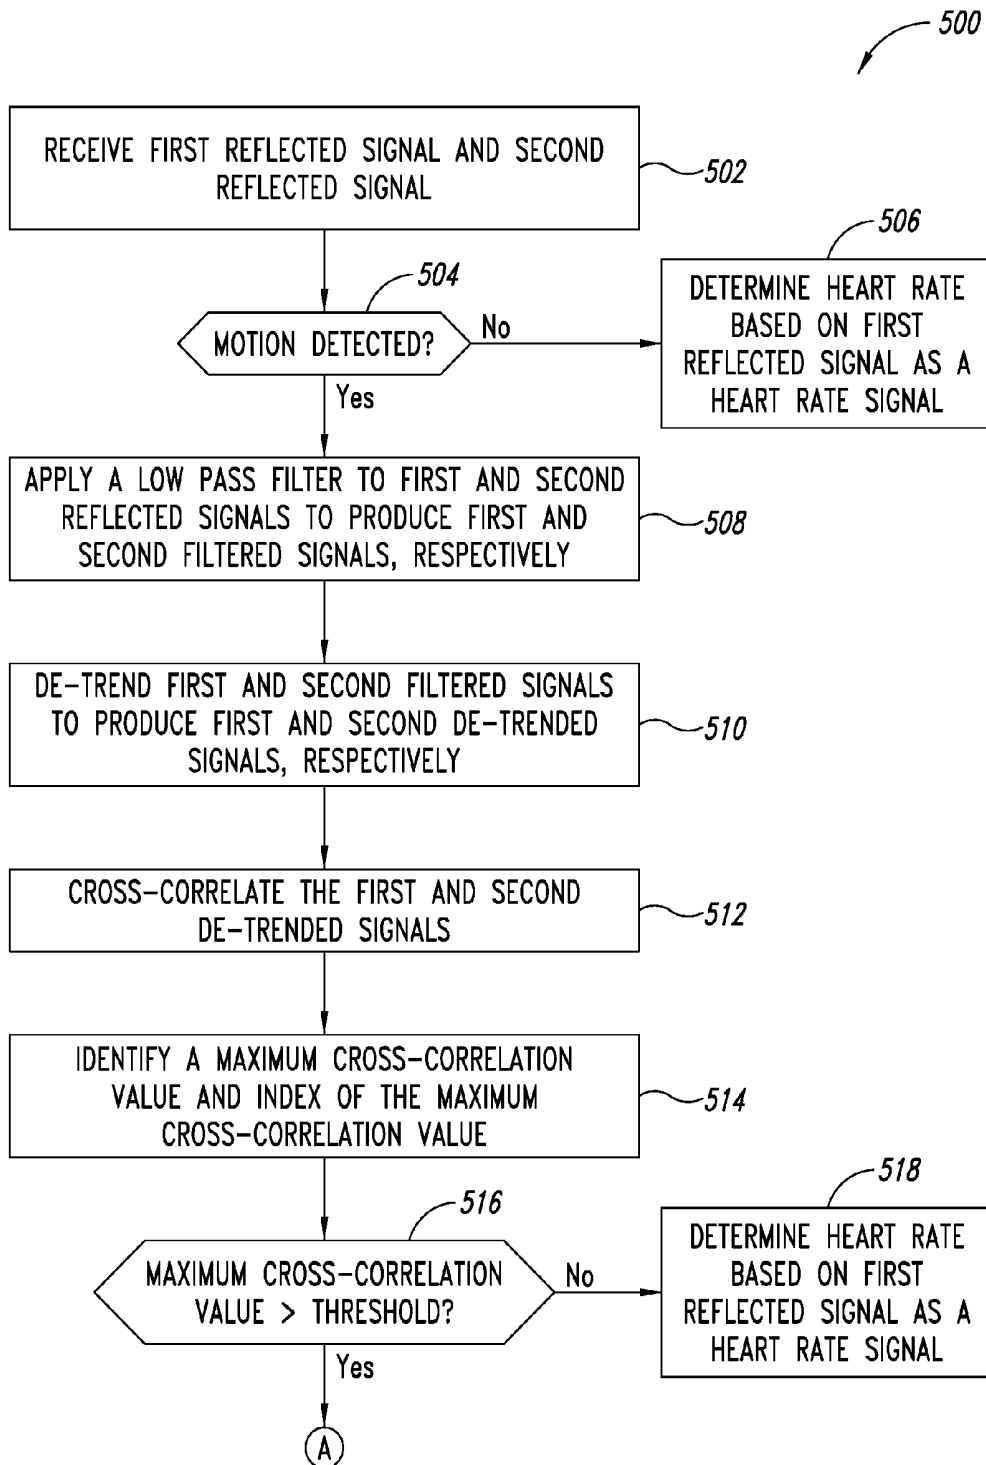 500
RECEIVE FIRST REFLECTED SIGNAL AND SECOND
REFLECTED SIGNAL
502
504
MOTION DETECTED?
No
Yes
506
DETERMINE HEART RATE
BASED ON FIRST
REFLECTED SIGNAL AS A
HEART RATE SIGNAL
APPLY A LOW PASS FILTER TO FIRST AND SECOND
REFLECTED SIGNALS TO PRODUCE FIRST AND
SECOND FILTERED SIGNALS, RESPECTIVELY
508
DE-TREND FIRST AND SECOND FILTERED SIGNALS
TO PRODUCE FIRST AND SECOND DE-TRENDED
SIGNALS, RESPECTIVELY
510
CROSS-CORRELATE THE FIRST AND SECOND
DE-TRENDED SIGNALS
512
IDENTIFY A MAXIMUM CROSS-CORRELATION
VALUE AND INDEX OF THE MAXIMUM
CROSS-CORRELATION VALUE
514
516
MAXIMUM CROSS-CORRELATION
VALUE > THRESHOLD?
No
Yes
518
DETERMINE HEART RATE
BASED ON FIRST
REFLECTED SIGNAL AS A
HEART RATE SIGNAL
A